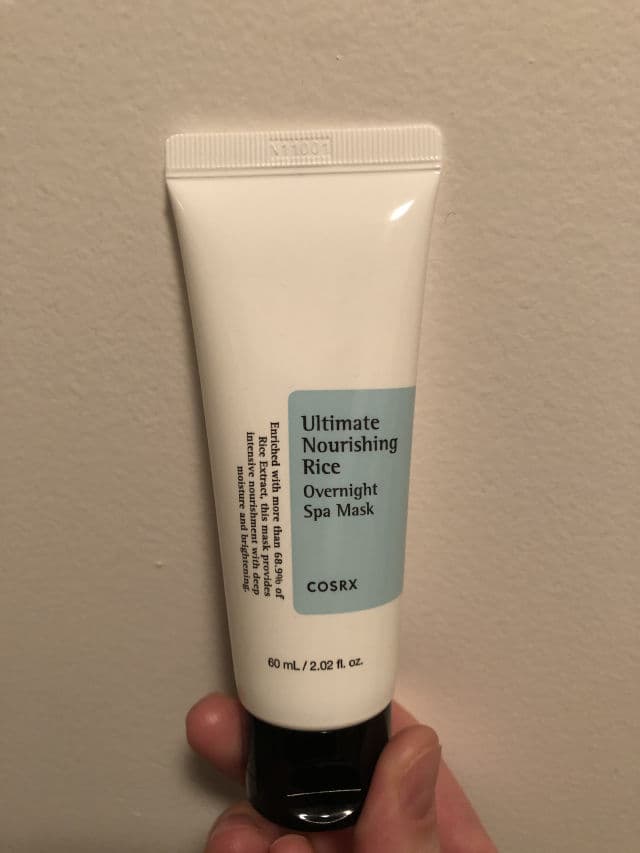 Ultimate
Nourishing
Rice
Overnight
Spa Mask
COSRX
Enriched with more than 68.9% of
Rice Extract, this mask provides
intensive nourishment with deep
moisture and brightening.
60 mL / 2.02 fl. oz.